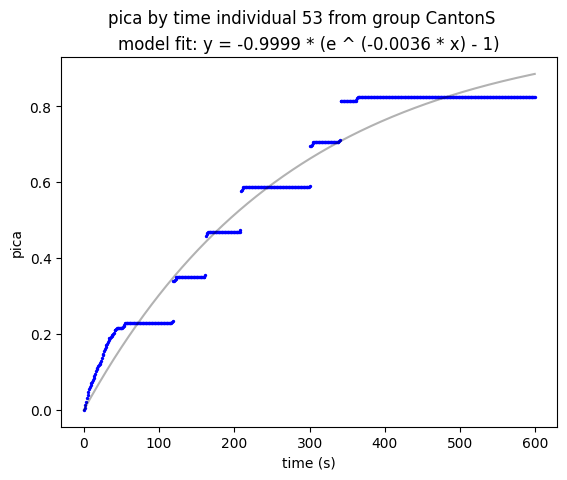 pica by time individual 53 from group CantonS
model fit: y = -0.9999 * (e ^ (-0.0036 * x) - 1)
pica
0.8
0.6
0.4
0.2
0.0
0 100 200 300 400 500 600
time (s)